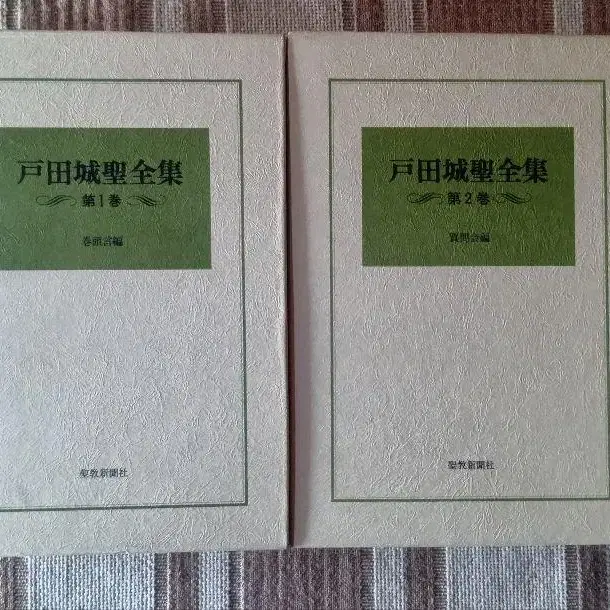 戸田城聖全集
第1巻
巻頭言編
聖教新聞社
戸田城聖全集
第2巻
質問会編
聖教新聞社